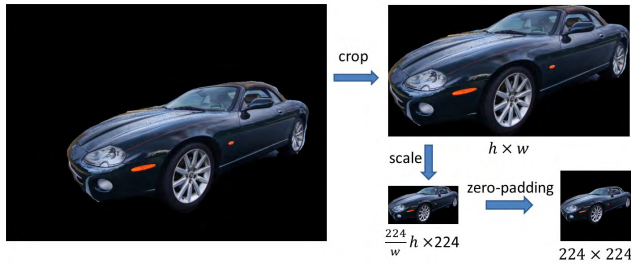 crop
h × w
scale
zero-padding
224/w h ×224
224 × 224